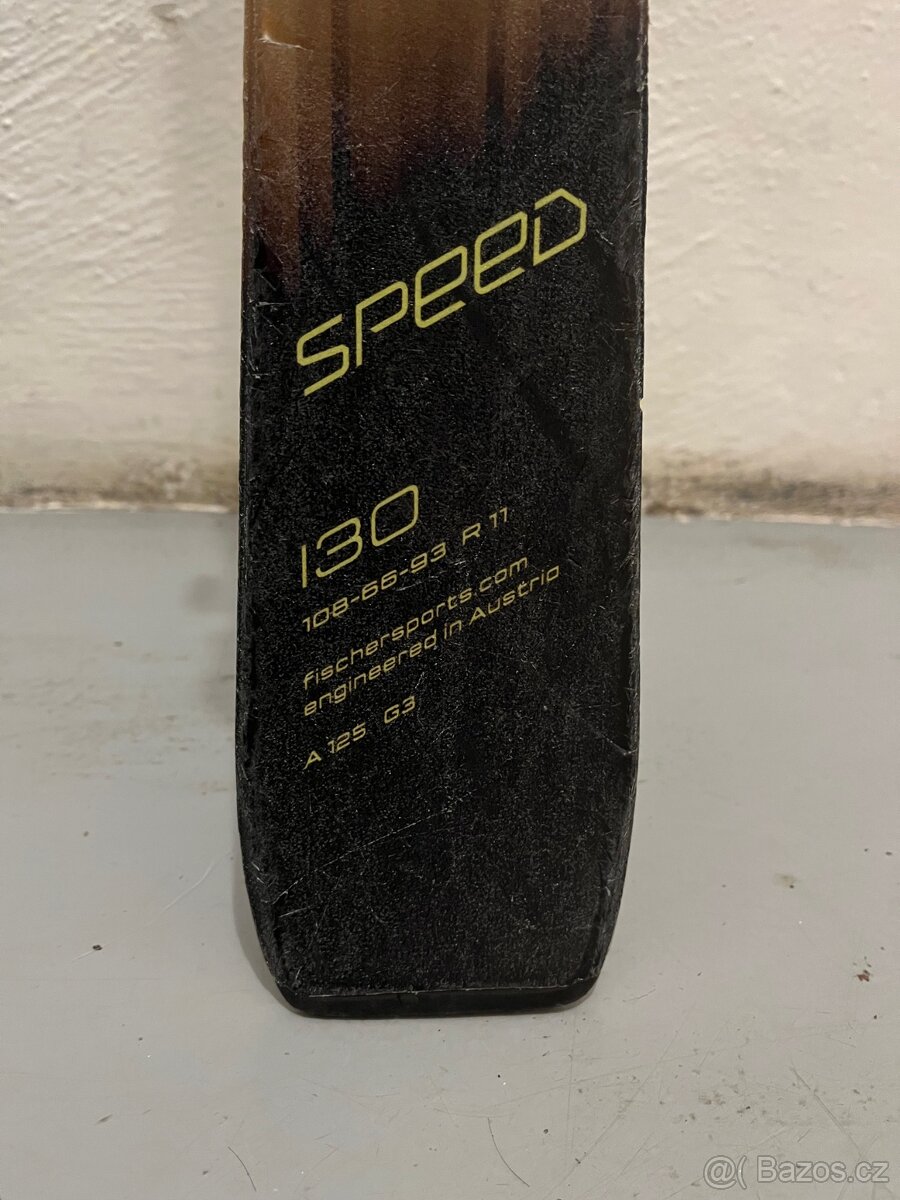 SPEED
130
108-66-93 R 11
fischersports.com
engineered in Austria
A 125 G3
@( Bazos.cz